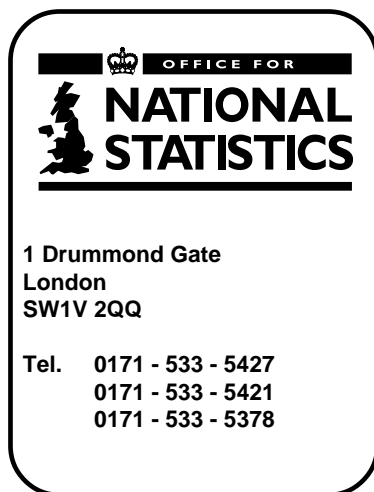 OFFICE FOR
NATIONAL
STATISTICS
1 Drummond Gate
London
SW1V 2QQ
Tel. 0171 - 533 - 5427
0171 - 533 - 5421
0171 - 533 - 5378